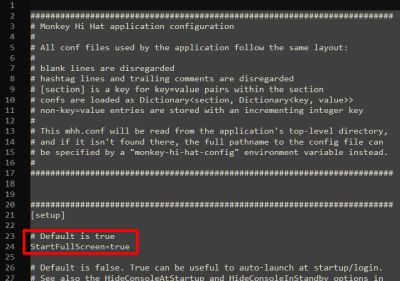 1
2 ##########################################################################
3 # Monkey Hi Hat application configuration
4 #
5 # All conf files used by the application follow the same layout:
6 #
7 # blank lines are disregarded
8 # hashtag lines and trailing comments are disregarded
9 # [section] is a key for key=value pairs within the section
10 # confs are loaded as Dictionary<section, Dictionary<key, value>>
11 # non-key=value entries are stored with an incrementing integer key
12 #
13 # This mhh.conf will be read from the application's top-level directory,
14 # and if it isn't found there, the full pathname to the config file can
15 # be specified by a "monkey-hi-hat-config" environment variable instead.
16 #
17 ##########################################################################
18
19
20 ##########################################################################
21 [setup]
22
23 # Default is true
24 StartFullScreen=true
25
26 # Default is false. True can be useful to auto-launch at startup/login.
27 # See also the HideConsoleAtStartup and HideConsoleInStandby options in